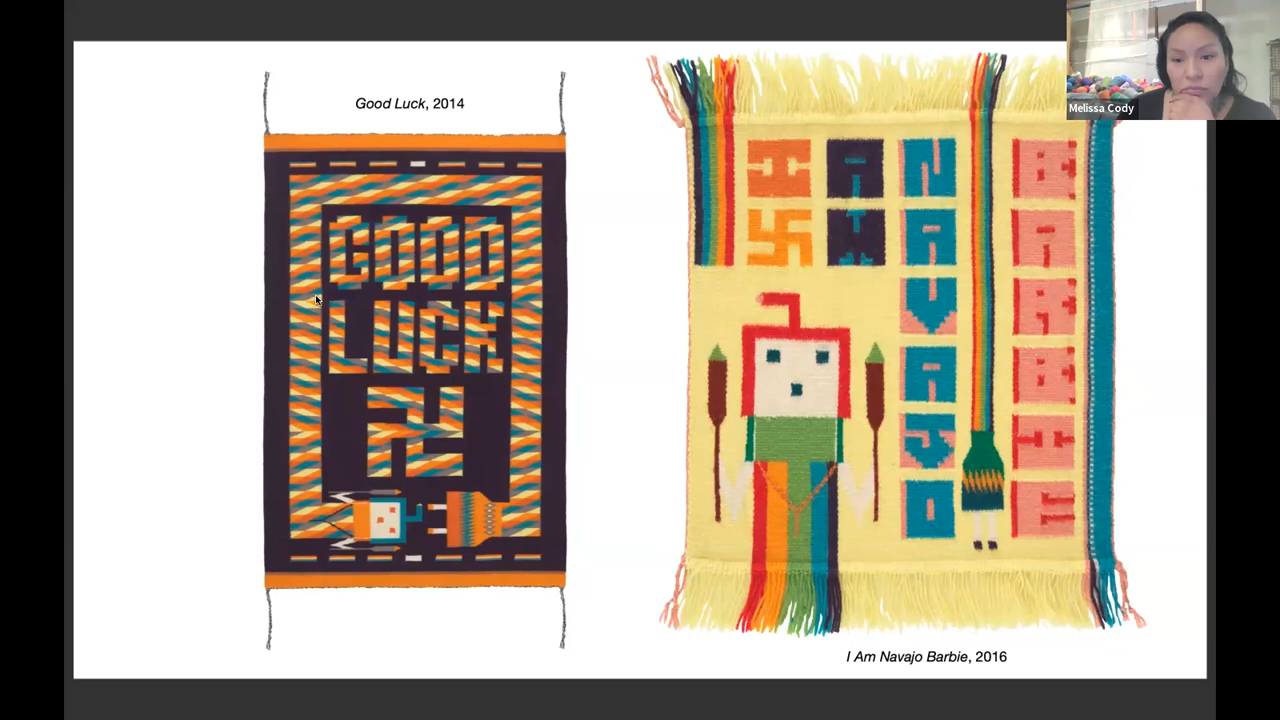 Good Luck, 2014
GOOD
LUCK
I
AM
NAVAJO
BARBIE
I Am Navajo Barbie, 2016
Melissa Cody